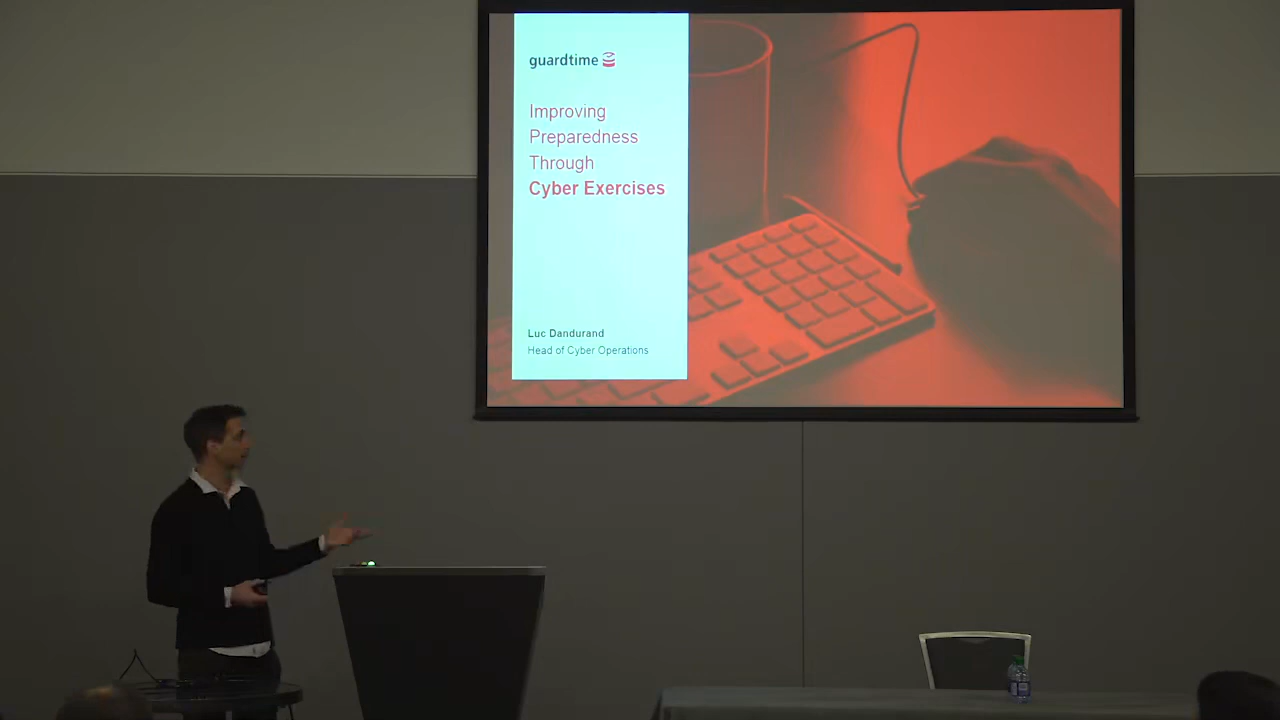 guardtime
Improving
Preparedness
Through
Cyber Exercises
Luc Dandurand
Head of Cyber Operations